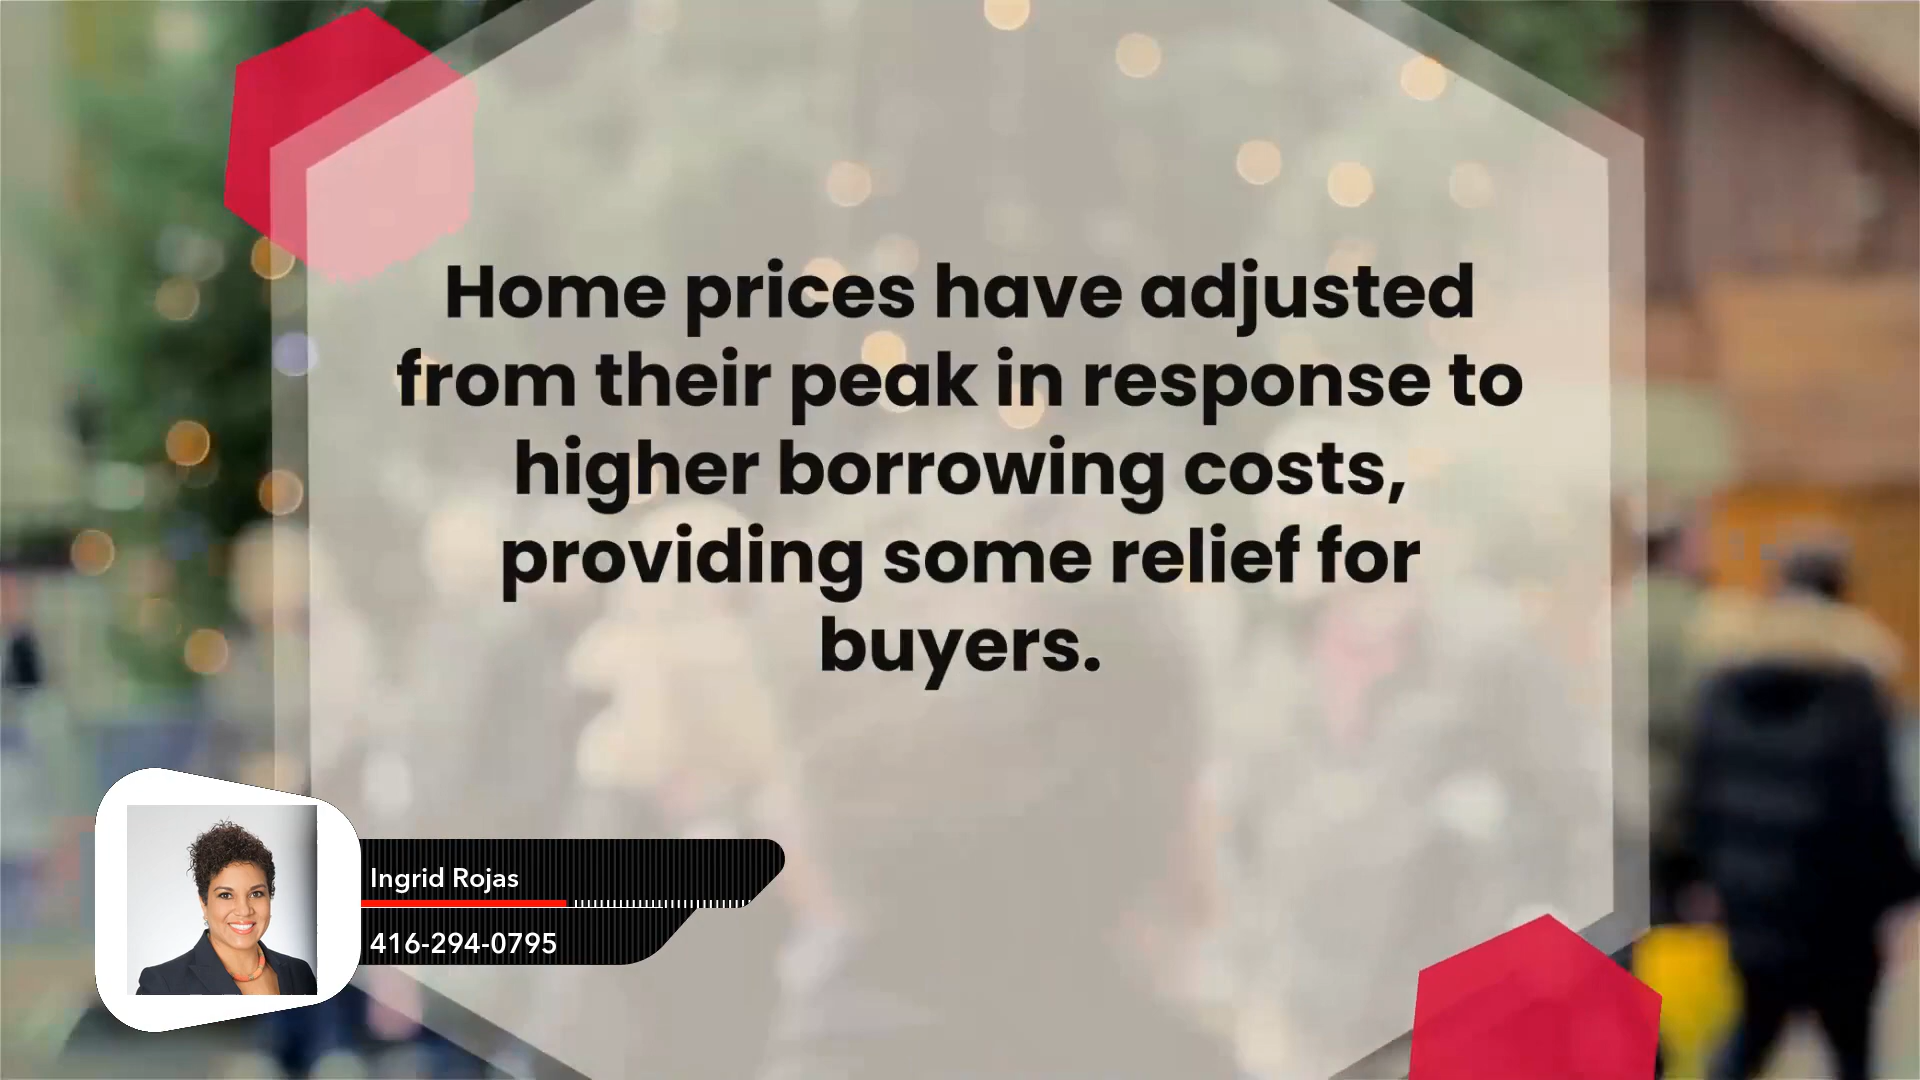 Home prices have adjusted
from their peak in response to
higher borrowing costs,
providing some relief for
buyers.
Ingrid Rojas
416-294-0795